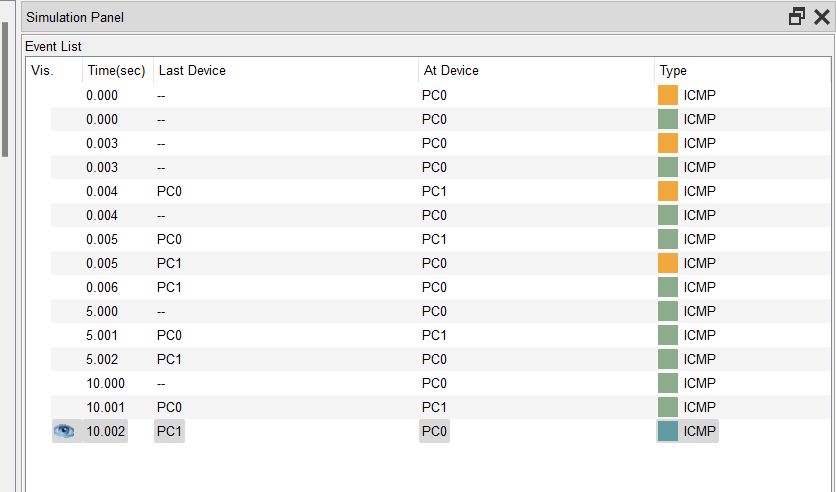 Simulation Panel
Event List
Vis. Time(sec) Last Device At Device Type
0.000 -- PC0 ICMP
0.000 -- PC0 ICMP
0.003 -- PC0 ICMP
0.003 -- PC0 ICMP
0.004 PC0 PC1 ICMP
0.004 -- PC0 ICMP
0.005 PC0 PC1 ICMP
0.005 PC1 PC0 ICMP
0.006 PC1 PC0 ICMP
5.000 -- PC0 ICMP
5.001 PC0 PC1 ICMP
5.002 PC1 PC0 ICMP
10.000 -- PC0 ICMP
10.001 PC0 PC1 ICMP
10.002 PC1 PC0 ICMP